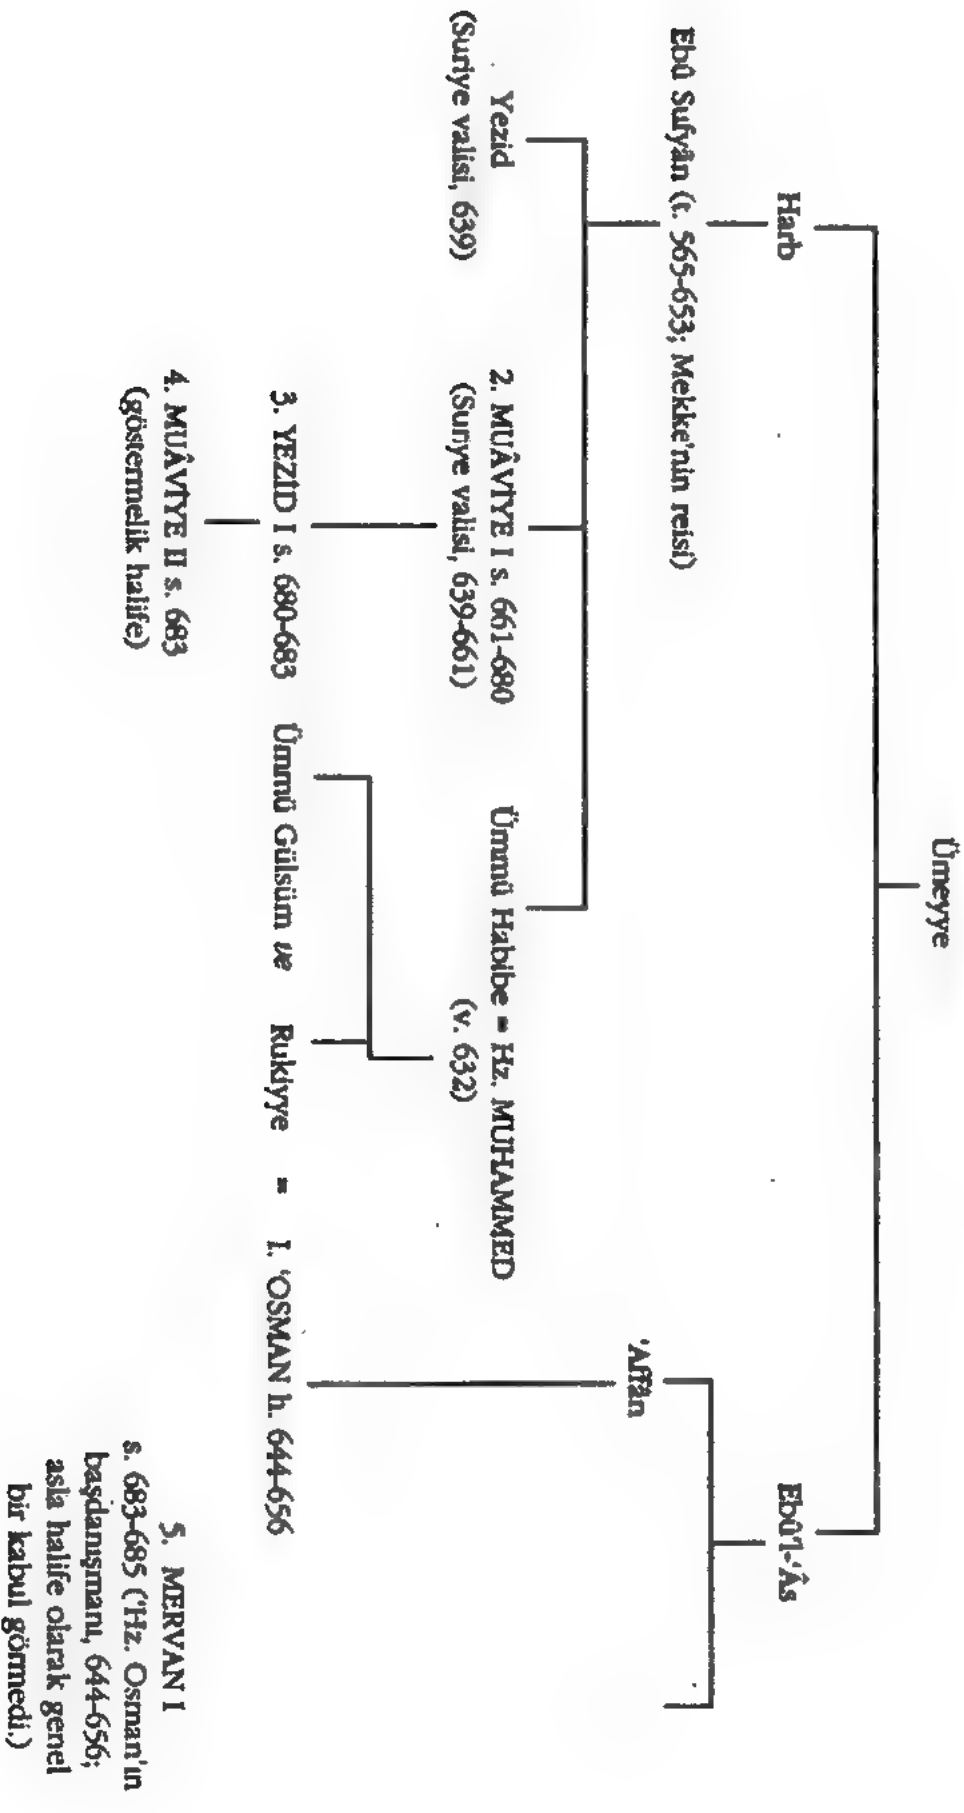 Ümeyye
Harb
Ebû'l-'Âs
Ebû Sufyân (t. 565-653; Mekke'nin reisi)
'Affân
Yezid
(Suriye valisi, 639)
2. MUÂVİYE I s. 661-680
(Suriye valisi, 639-661)
Ümmü Habibe = Hz. MUHAMMED
(v. 632)
3. YEZİD I s. 680-683
Ümmü Gülsüm ve
Rukiyye = 1. 'OSMAN h. 644-656
4. MUÂVİYE II s. 683
(göstermelik halife)
5. MERVAN I
s. 683-685 ('Hz. Osman'ın
başdanışmanı, 644-656;
asla halife olarak genel
bir kabul görmedi.)